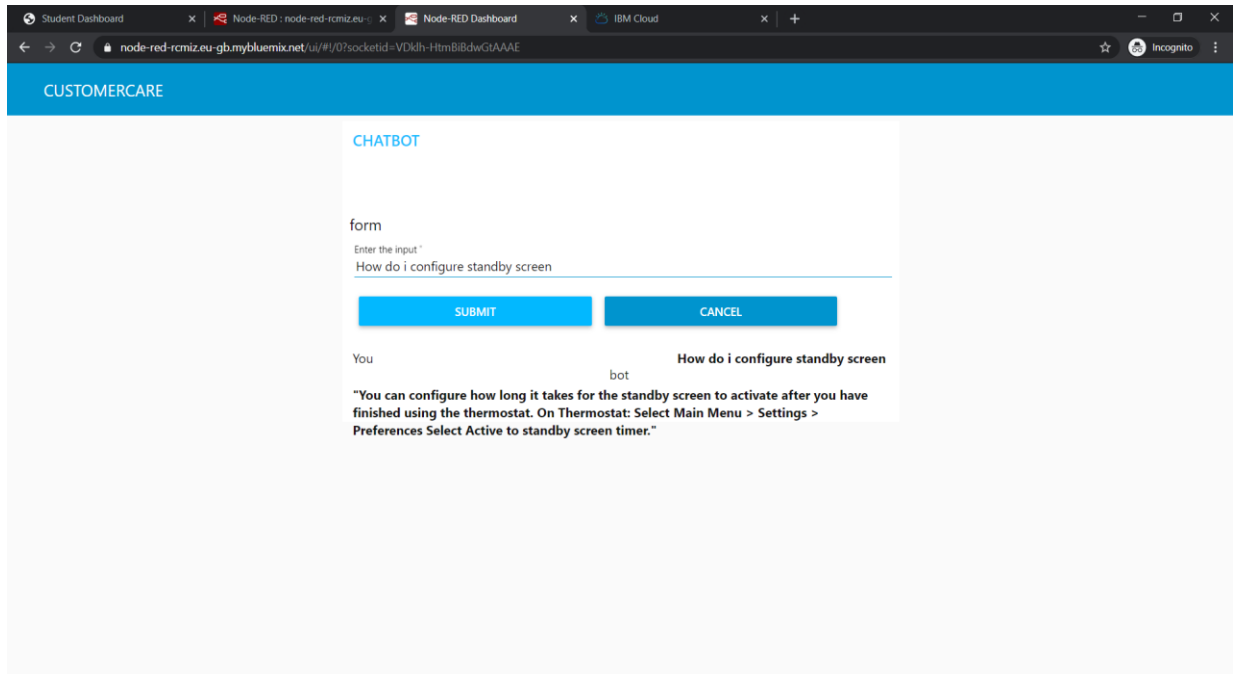 Student Dashboard
Node-RED : node-red-rcmiz.eu-g
Node-RED Dashboard
IBM Cloud
node-red-rcmiz.eu-gb.mybluemix.net/ui/#!/0?socketid=VDklh-HtmBiBdwGtAAAE
Incognito
CUSTOMERCARE
CHATBOT
form
Enter the input *
How do i configure standby screen
SUBMIT
CANCEL
You
How do i configure standby screen
bot
"You can configure how long it takes for the standby screen to activate after you have
finished using the thermostat. On Thermostat: Select Main Menu > Settings >
Preferences Select Active to standby screen timer."